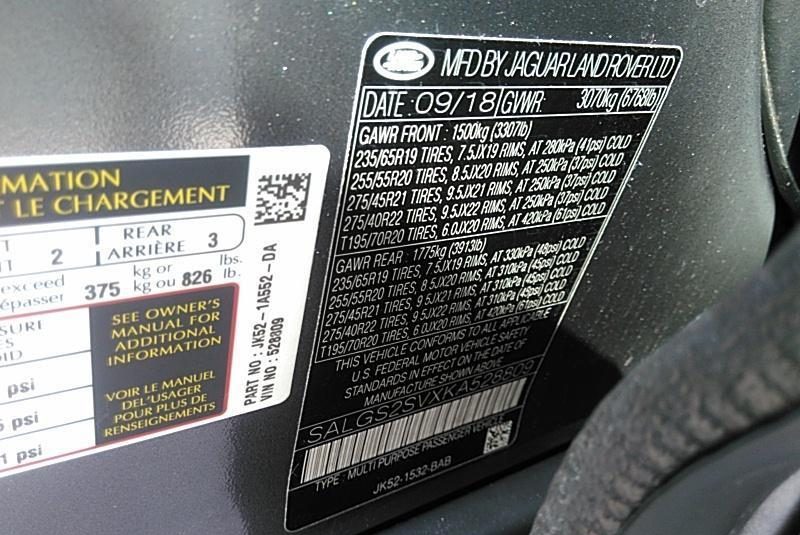 MATION
T LE CHARGEMENT
2
REAR
ARRIÈRE
3
exceed
375
kg or
kg ou
826
lb.
SEE OWNER'S
MANUAL FOR
ADDITIONAL
INFORMATION
VOIR LE MANUEL
DEL'USAGER
POUR PLUS DE
RENSEIGNEMENTS
psi
psi
1 psi
PART NO : JK52-1A552-DA
VIN NO : 528809
MFD BY JAGUAR LAND ROVER LTD
DATE: 09/18 GVWR: 3070kg (6768lb)
GAWR FRONT : 1500kg (3307lb)
235/65R19 TIRES, 7.5JX19 RIMS, AT 280kPa (41psi) COLD
255/55R20 TIRES, 8.5JX20 RIMS, AT 250kPa (37psi) COLD
275/45R21 TIRES, 9.5JX21 RIMS, AT 250kPa (37psi) COLD
275/40R22 TIRES, 9.5JX22 RIMS, AT 250kPa (37psi) COLD
T195/70R20 TIRES, 6.0JX20 RIMS, AT 420kPa (61psi) COLD
GAWR REAR : 1775kg (3913lb)
235/65R19 TIRES, 7.5JX19 RIMS, AT 330kPa (48psi) COLD
255/55R20 TIRES, 8.5JX20 RIMS, AT 310kPa (45psi) COLD
275/45R21 TIRES, 9.5JX21 RIMS, AT 310kPa (45psi) COLD
275/40R22 TIRES, 9.5JX22 RIMS, AT 310kPa (45psi) COLD
T195/70R20 TIRES, 6.0JX20 RIMS, AT 420kPa (61psi) COLD
THIS VEHICLE CONFORMS TO ALL APPLICABLE
U.S. FEDERAL MOTOR VEHICLE SAFETY
STANDARDS IN EFFECT ON THE DATE OF
MANUFACTURE SHOWN ABOVE.
SALGS2SVXKA528809
TYPE: MULTI PURPOSE PASSENGER VEHICLE
JK52-1532-BAB